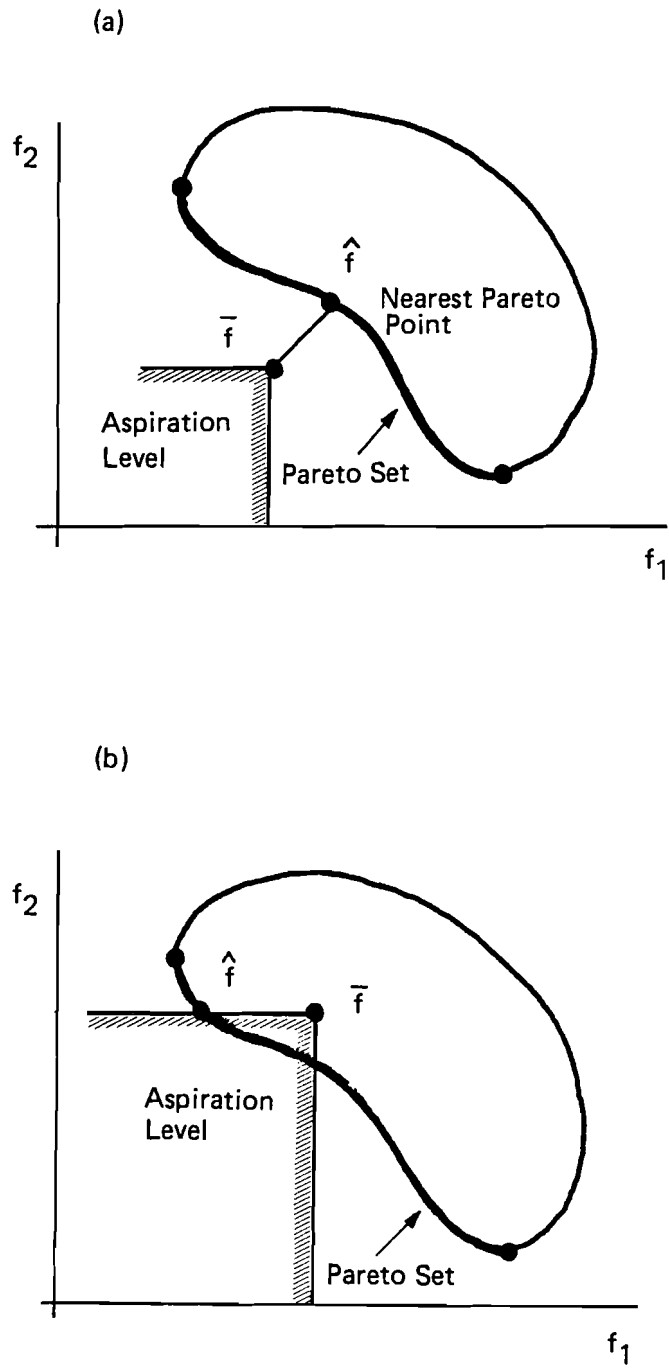 (a)
f₂
f̂
Nearest Pareto
Point
f̄
Aspiration
Level
Pareto Set
f₁
(b)
f₂
f̂
f̄
Aspiration
Level
Pareto Set
f₁